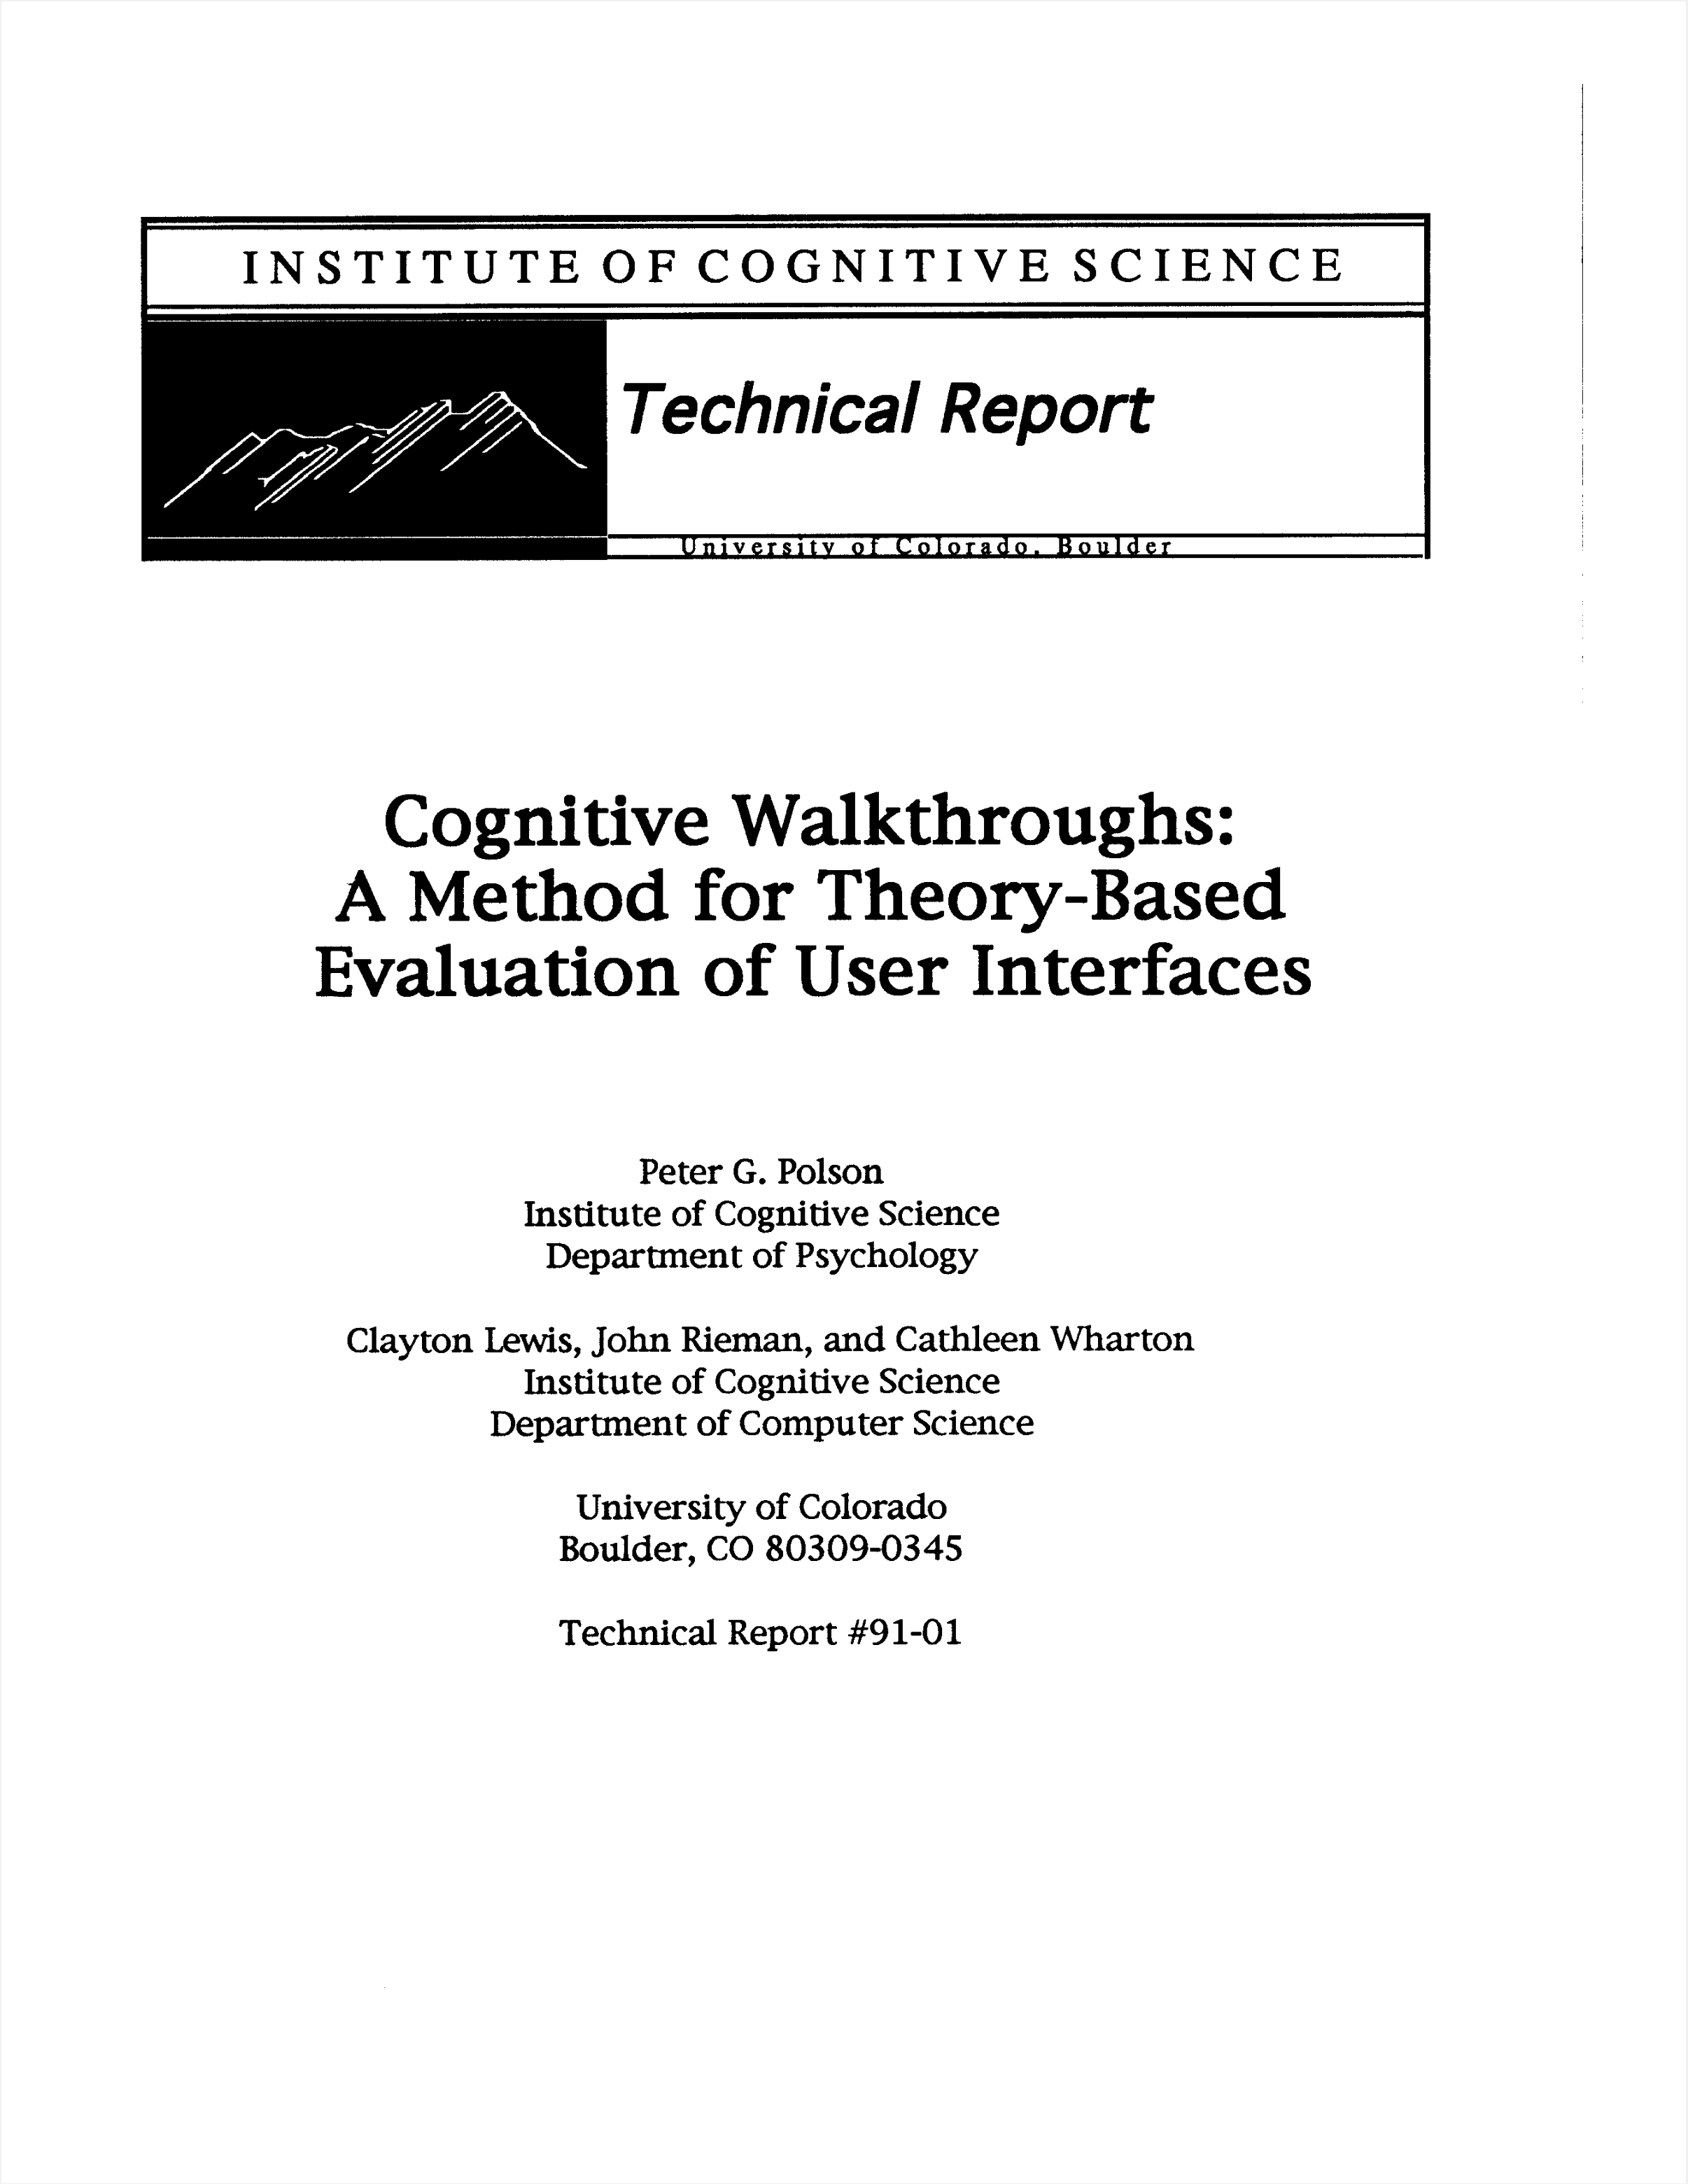 INSTITUTE OF COGNITIVE SCIENCE
Technical Report
University of Colorado, Boulder
Cognitive Walkthroughs:
A Method for Theory-Based
Evaluation of User Interfaces
Peter G. Polson
Institute of Cognitive Science
Department of Psychology
Clayton Lewis, John Rieman, and Cathleen Wharton
Institute of Cognitive Science
Department of Computer Science
University of Colorado
Boulder, CO 80309-0345
Technical Report #91-01